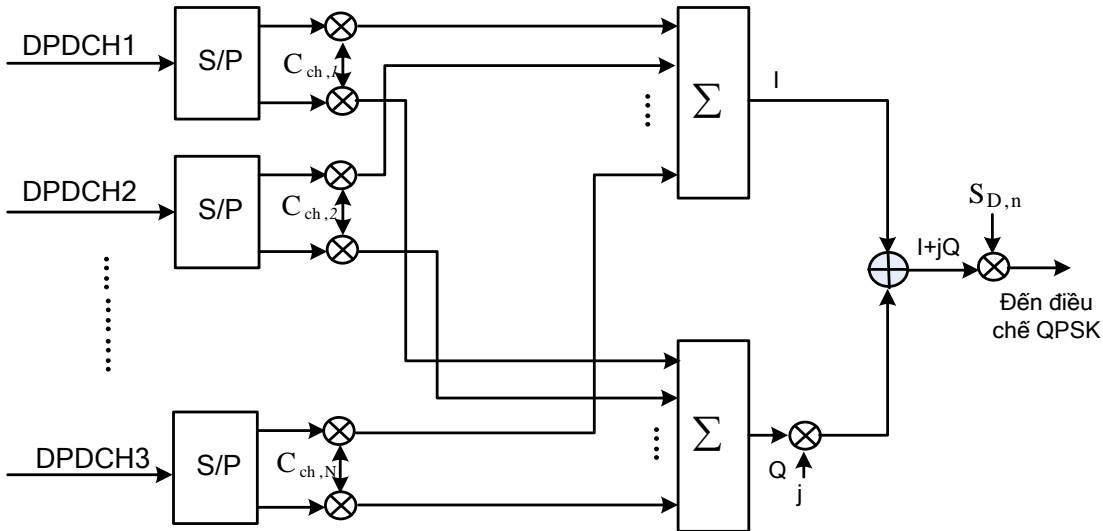 DPDCH1
S/P
C ch,1
Σ
I
DPDCH2
S/P
C ch,2
S D,n
I+jQ
Đến điều
chế QPSK
DPDCH3
S/P
C ch,N
Σ
Q
j